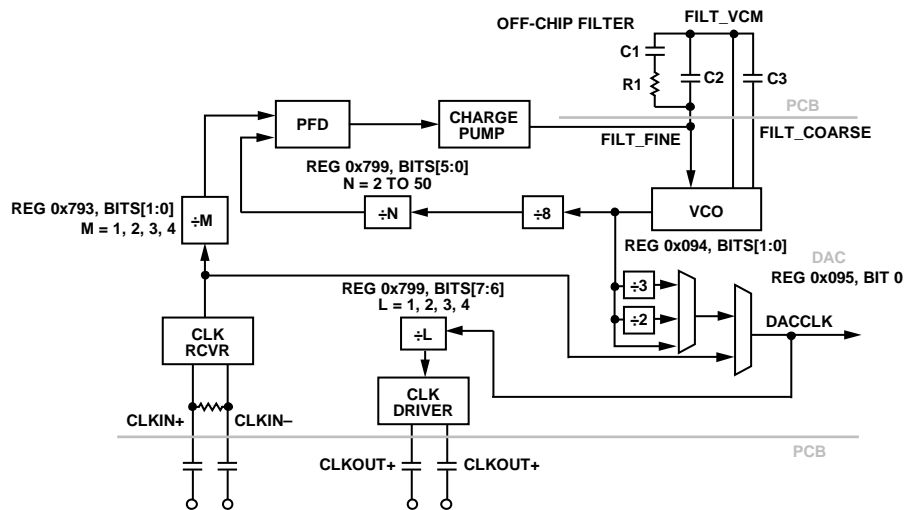 OFF-CHIP FILTER
FILT_VCM
C1
R1
C2
C3
PCB
PFD
CHARGE
PUMP
FILT_FINE
FILT_COARSE
REG 0x799, BITS[5:0]
N = 2 TO 50
REG 0x793, BITS[1:0]
M = 1, 2, 3, 4
÷M
÷N
÷8
VCO
REG 0x094, BITS[1:0]
DAC
REG 0x095, BIT 0
REG 0x799, BITS[7:6]
L = 1, 2, 3, 4
÷3
÷2
DACCLK
÷L
CLK
RCVR
CLK
DRIVER
CLKIN+
CLKIN–
PCB
CLKOUT+
CLKOUT+